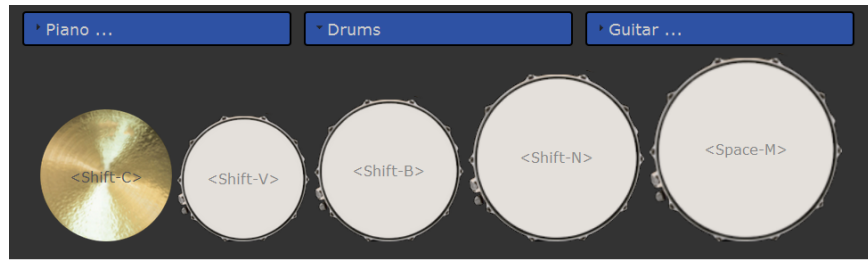 Piano ...
Drums
Guitar ...
<Shift-C>
<Shift-V>
<Shift-B>
<Shift-N>
<Space-M>